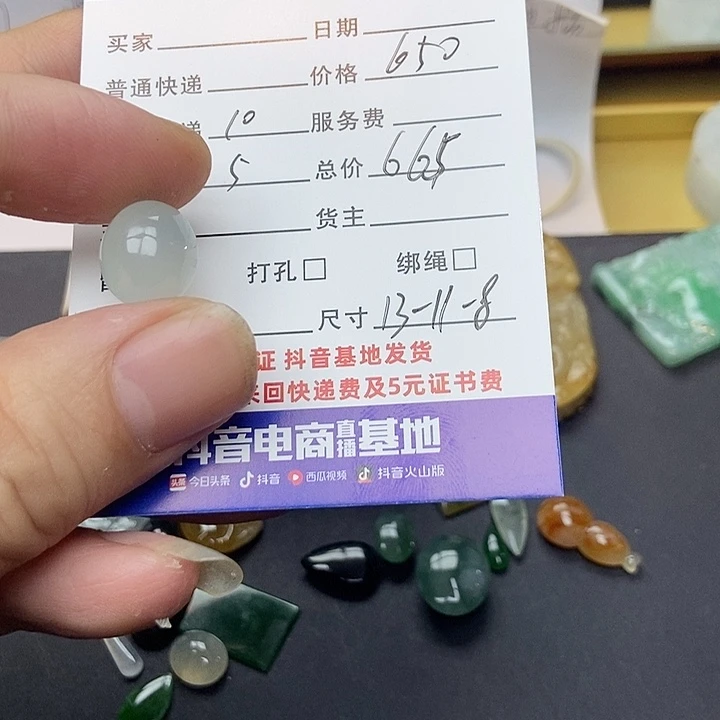 买家 日期
普通快递 价格 650
递 10 服务费
5 总价 665
货主
打孔□ 绑绳□
尺寸 13-11-8
证 抖音基地发货
回快递费及5元证书费
抖音电商直播基地
头条 今日头条 抖音 西瓜视频 抖音火山版